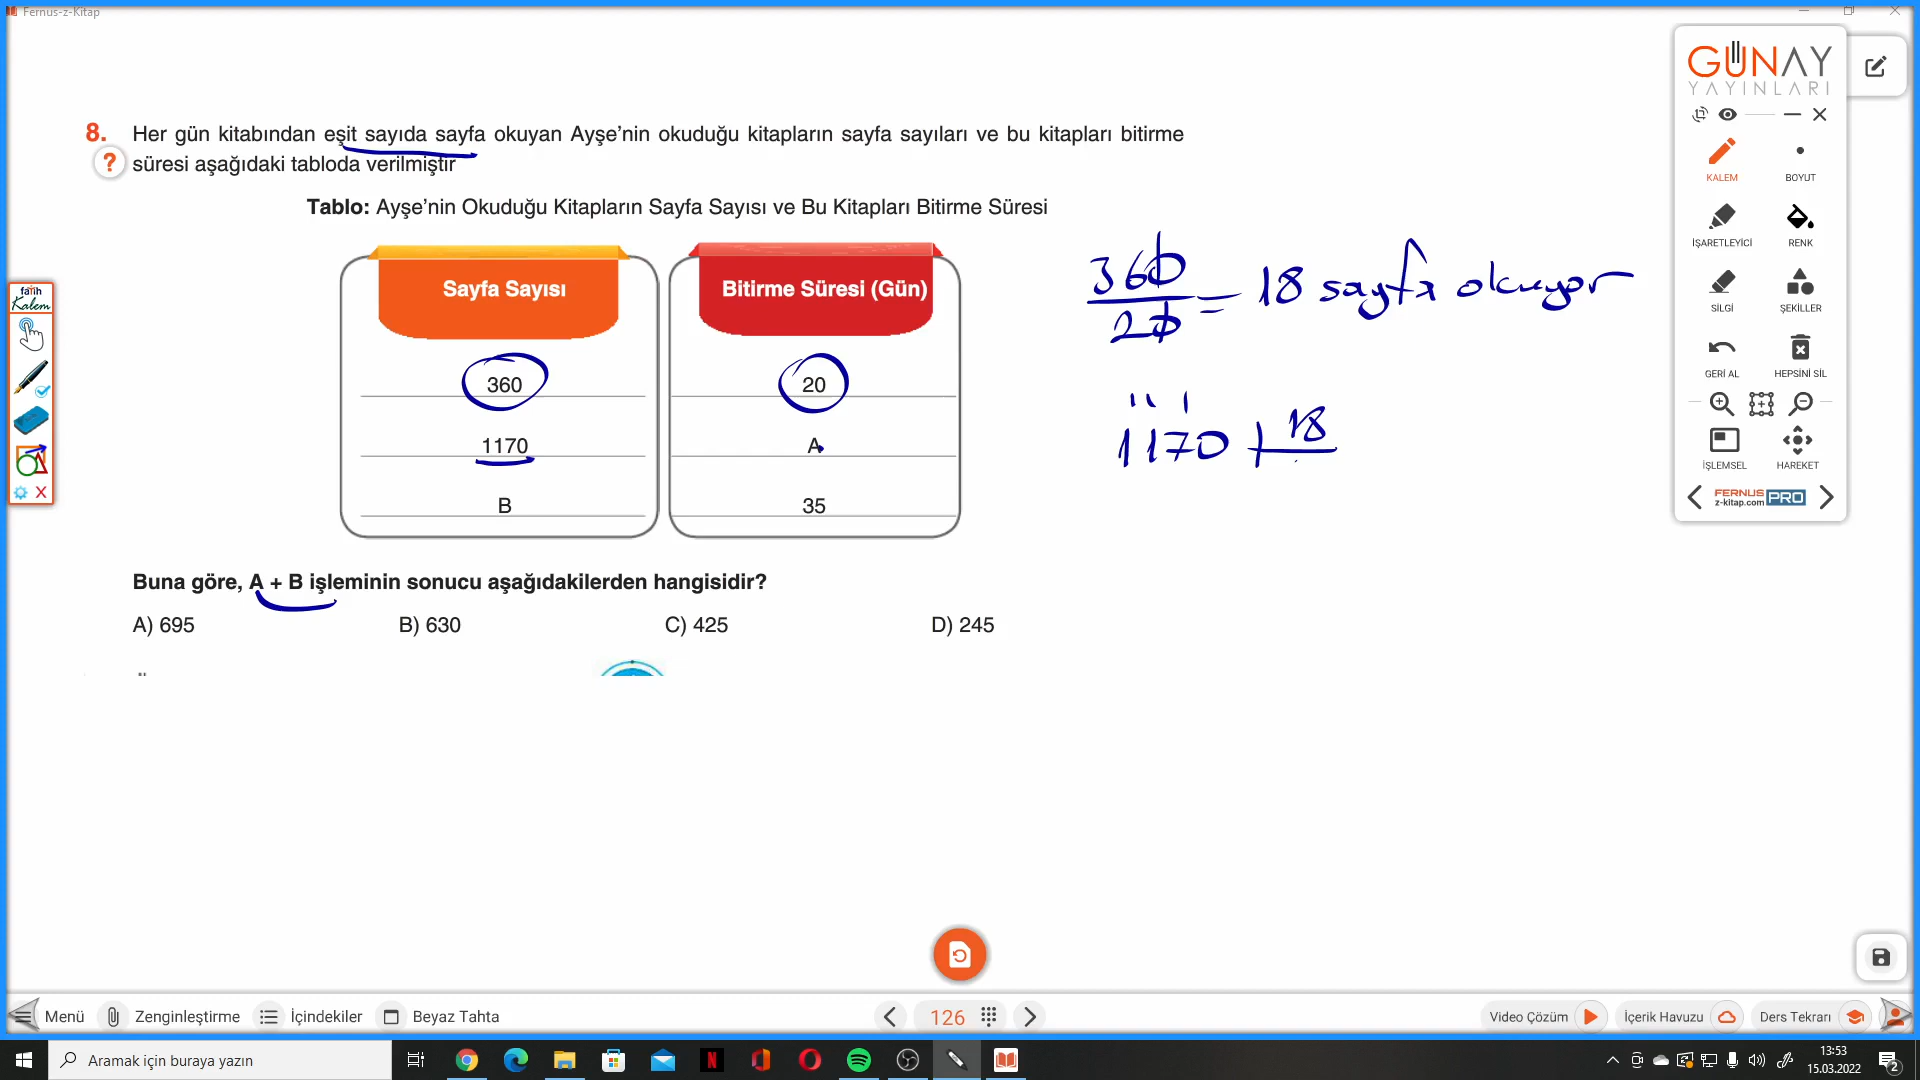 Fernus-z-Kitap
8. Her gün kitabından eşit sayıda sayfa okuyan Ayşe’nin okuduğu kitapların sayfa sayıları ve bu kitapları bitirme
? süresi aşağıdaki tabloda verilmiştir
Tablo: Ayşe’nin Okuduğu Kitapların Sayfa Sayısı ve Bu Kitapları Bitirme Süresi
Sayfa Sayısı Bitirme Süresi (Gün)
360 20
1170 A
B 35
Buna göre, A + B işleminin sonucu aşağıdakilerden hangisidir?
A) 695 B) 630 C) 425 D) 245
360
20
= 18 sayfa okuyor
1170 18
fatih
Kalem
GÜNAY
YAYINLARI
KALEM BOYUT
İŞARETLEYİCİ RENK
SİLGİ ŞEKİLLER
GERİ AL HEPSİNİ SİL
İŞLEMSEL HAREKET
FERNUS PRO
z-kitap.com
Menü Zenginleştirme İçindekiler Beyaz Tahta 126 Video Çözüm İçerik Havuzu Ders Tekrarı
Aramak için buraya yazın
13:53
15.03.2022
2